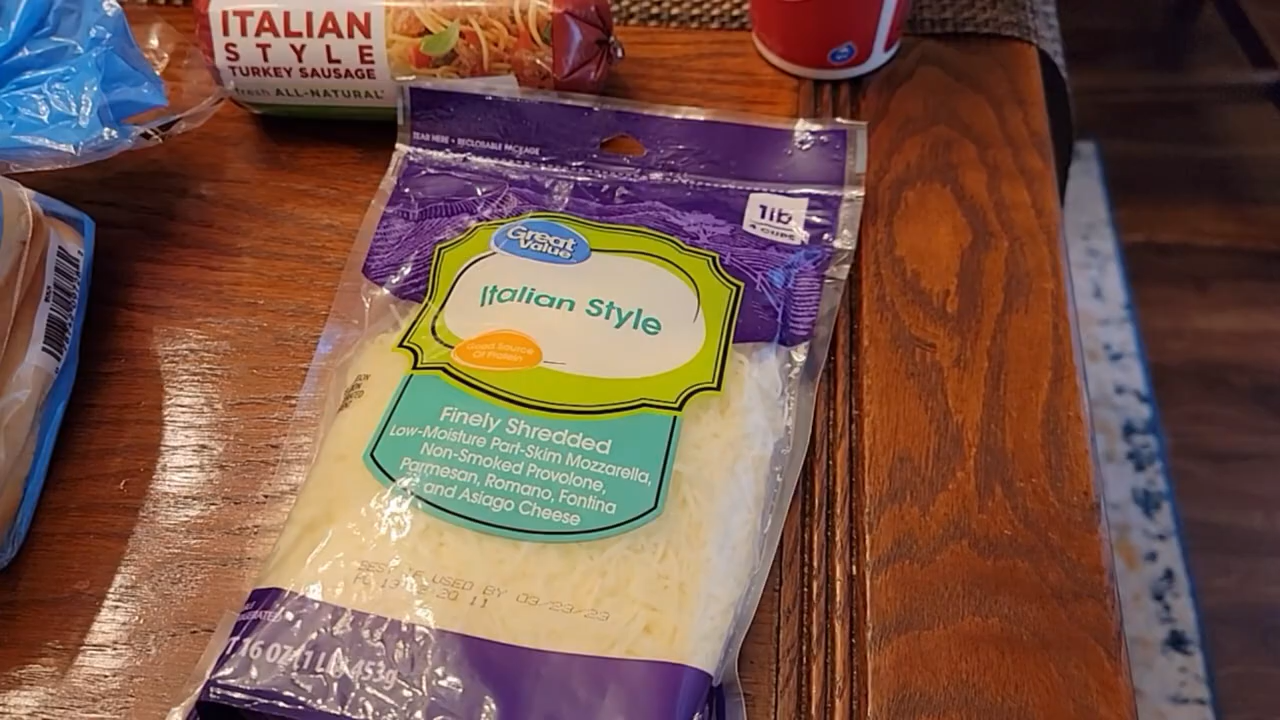 ITALIAN
STYLE
TURKEY SAUSAGE
fresh ALL-NATURAL*
TEAR HERE • RECLOSABLE PACKAGE
1lb
CUPS
Great
Value
Italian Style
Good Source
Of Protein
Finely Shredded
Low-Moisture Part-Skim Mozzarella,
Non-Smoked Provolone,
Parmesan, Romano, Fontina
and Asiago Cheese
USED BY 03/23/23
16 OZ (1 LB) 453g